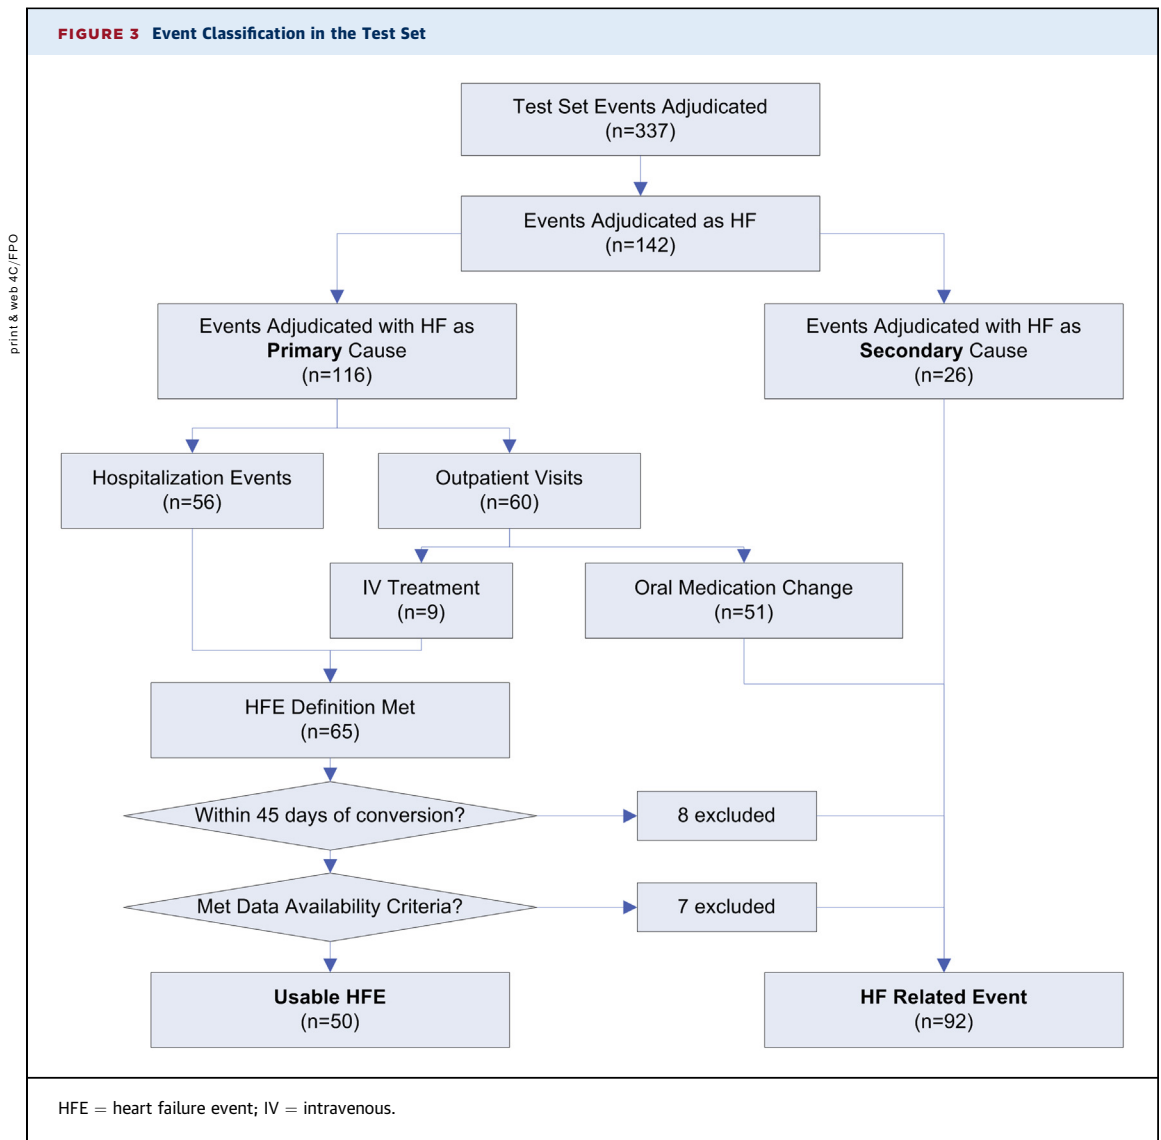 FIGURE 3 Event Classification in the Test Set
print & web 4C/FPO
Test Set Events Adjudicated
(n=337)
Events Adjudicated as HF
(n=142)
Events Adjudicated with HF as
Primary Cause
(n=116)
Events Adjudicated with HF as
Secondary Cause
(n=26)
Hospitalization Events
(n=56)
Outpatient Visits
(n=60)
IV Treatment
(n=9)
Oral Medication Change
(n=51)
HFE Definition Met
(n=65)
Within 45 days of conversion?
8 excluded
Met Data Availability Criteria?
7 excluded
Usable HFE
(n=50)
HF Related Event
(n=92)
HFE = heart failure event; IV = intravenous.